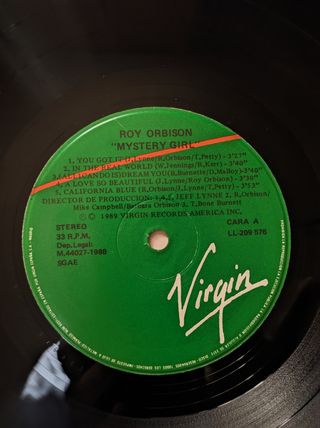 ROY ORBISON
"MYSTERY GIRL"
1. YOU GOT IT (J.Lynne/R.Orbison/T.Petty) - 3'27"
2. IN THE REAL WORLD (W.Jennings/R.Kerr) - 3'40"
3. (ALL I CAN DO IS) DREAM YOU (B.Burnette/D.Malloy) - 3'40"
4. A LOVE SO BEAUTIFUL (J.Lynne/Roy Orbison) - 3'30"
5. CALIFORNIA BLUE (R.Orbison/J.Lynne/T.Petty) - 3'53"
DIRECTOR DE PRODUCCION: 1,4,5, JEFF LYNNE 2, R.Orbison/
Mike Campbell/Barbara Orbison 3, T.Bone Burnett
© 1989 VIRGIN RECORDS AMERICA INC.
STEREO
33 R.P.M.
Dep.Legal:
M.44027-1988
SGAE
CARA A
LL-209 576
Virgin